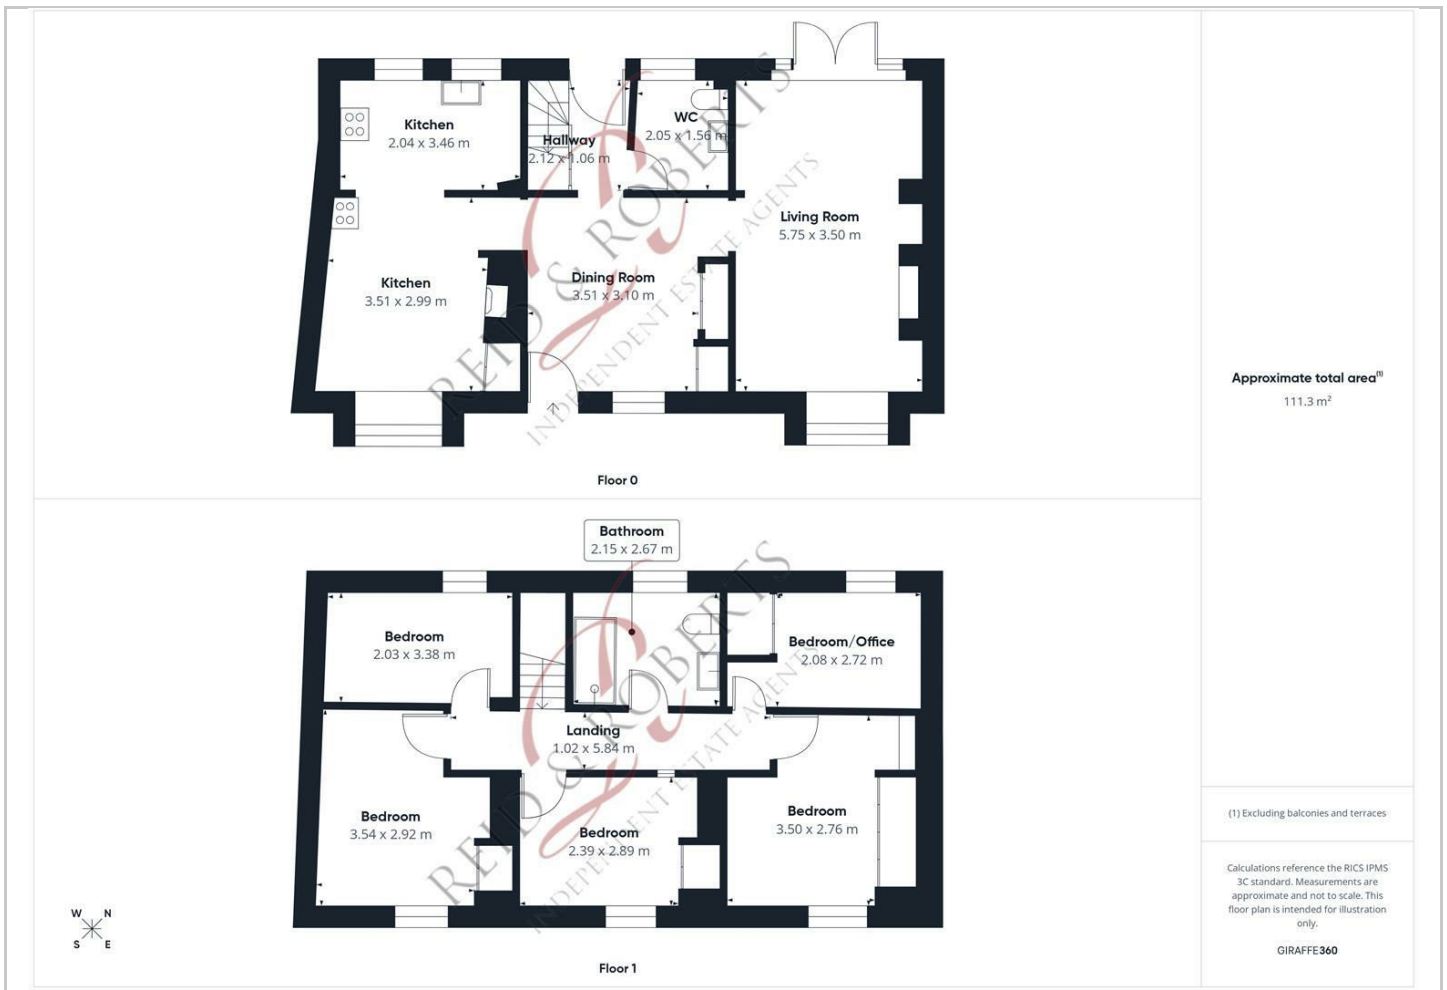 Kitchen
2.04 x 3.46 m
Hallway
2.12 x 1.06 m
WC
2.05 x 1.56 m
Living Room
5.75 x 3.50 m
Kitchen
3.51 x 2.99 m
Dining Room
3.51 x 3.10 m
REID & ROBERTS
INDEPENDENT ESTATE AGENTS
Floor 0
Approximate total area(1)
111.3 m²
Bathroom
2.15 x 2.67 m
Bedroom
2.03 x 3.38 m
Bedroom/Office
2.08 x 2.72 m
Landing
1.02 x 5.84 m
Bedroom
3.54 x 2.92 m
Bedroom
2.39 x 2.89 m
Bedroom
3.50 x 2.76 m
REID & ROBERTS
INDEPENDENT ESTATE AGENTS
W N
S E
Floor 1
(1) Excluding balconies and terraces
Calculations reference the RICS IPMS
3C standard. Measurements are
approximate and not to scale. This
floor plan is intended for illustration
only.
GIRAFFE360